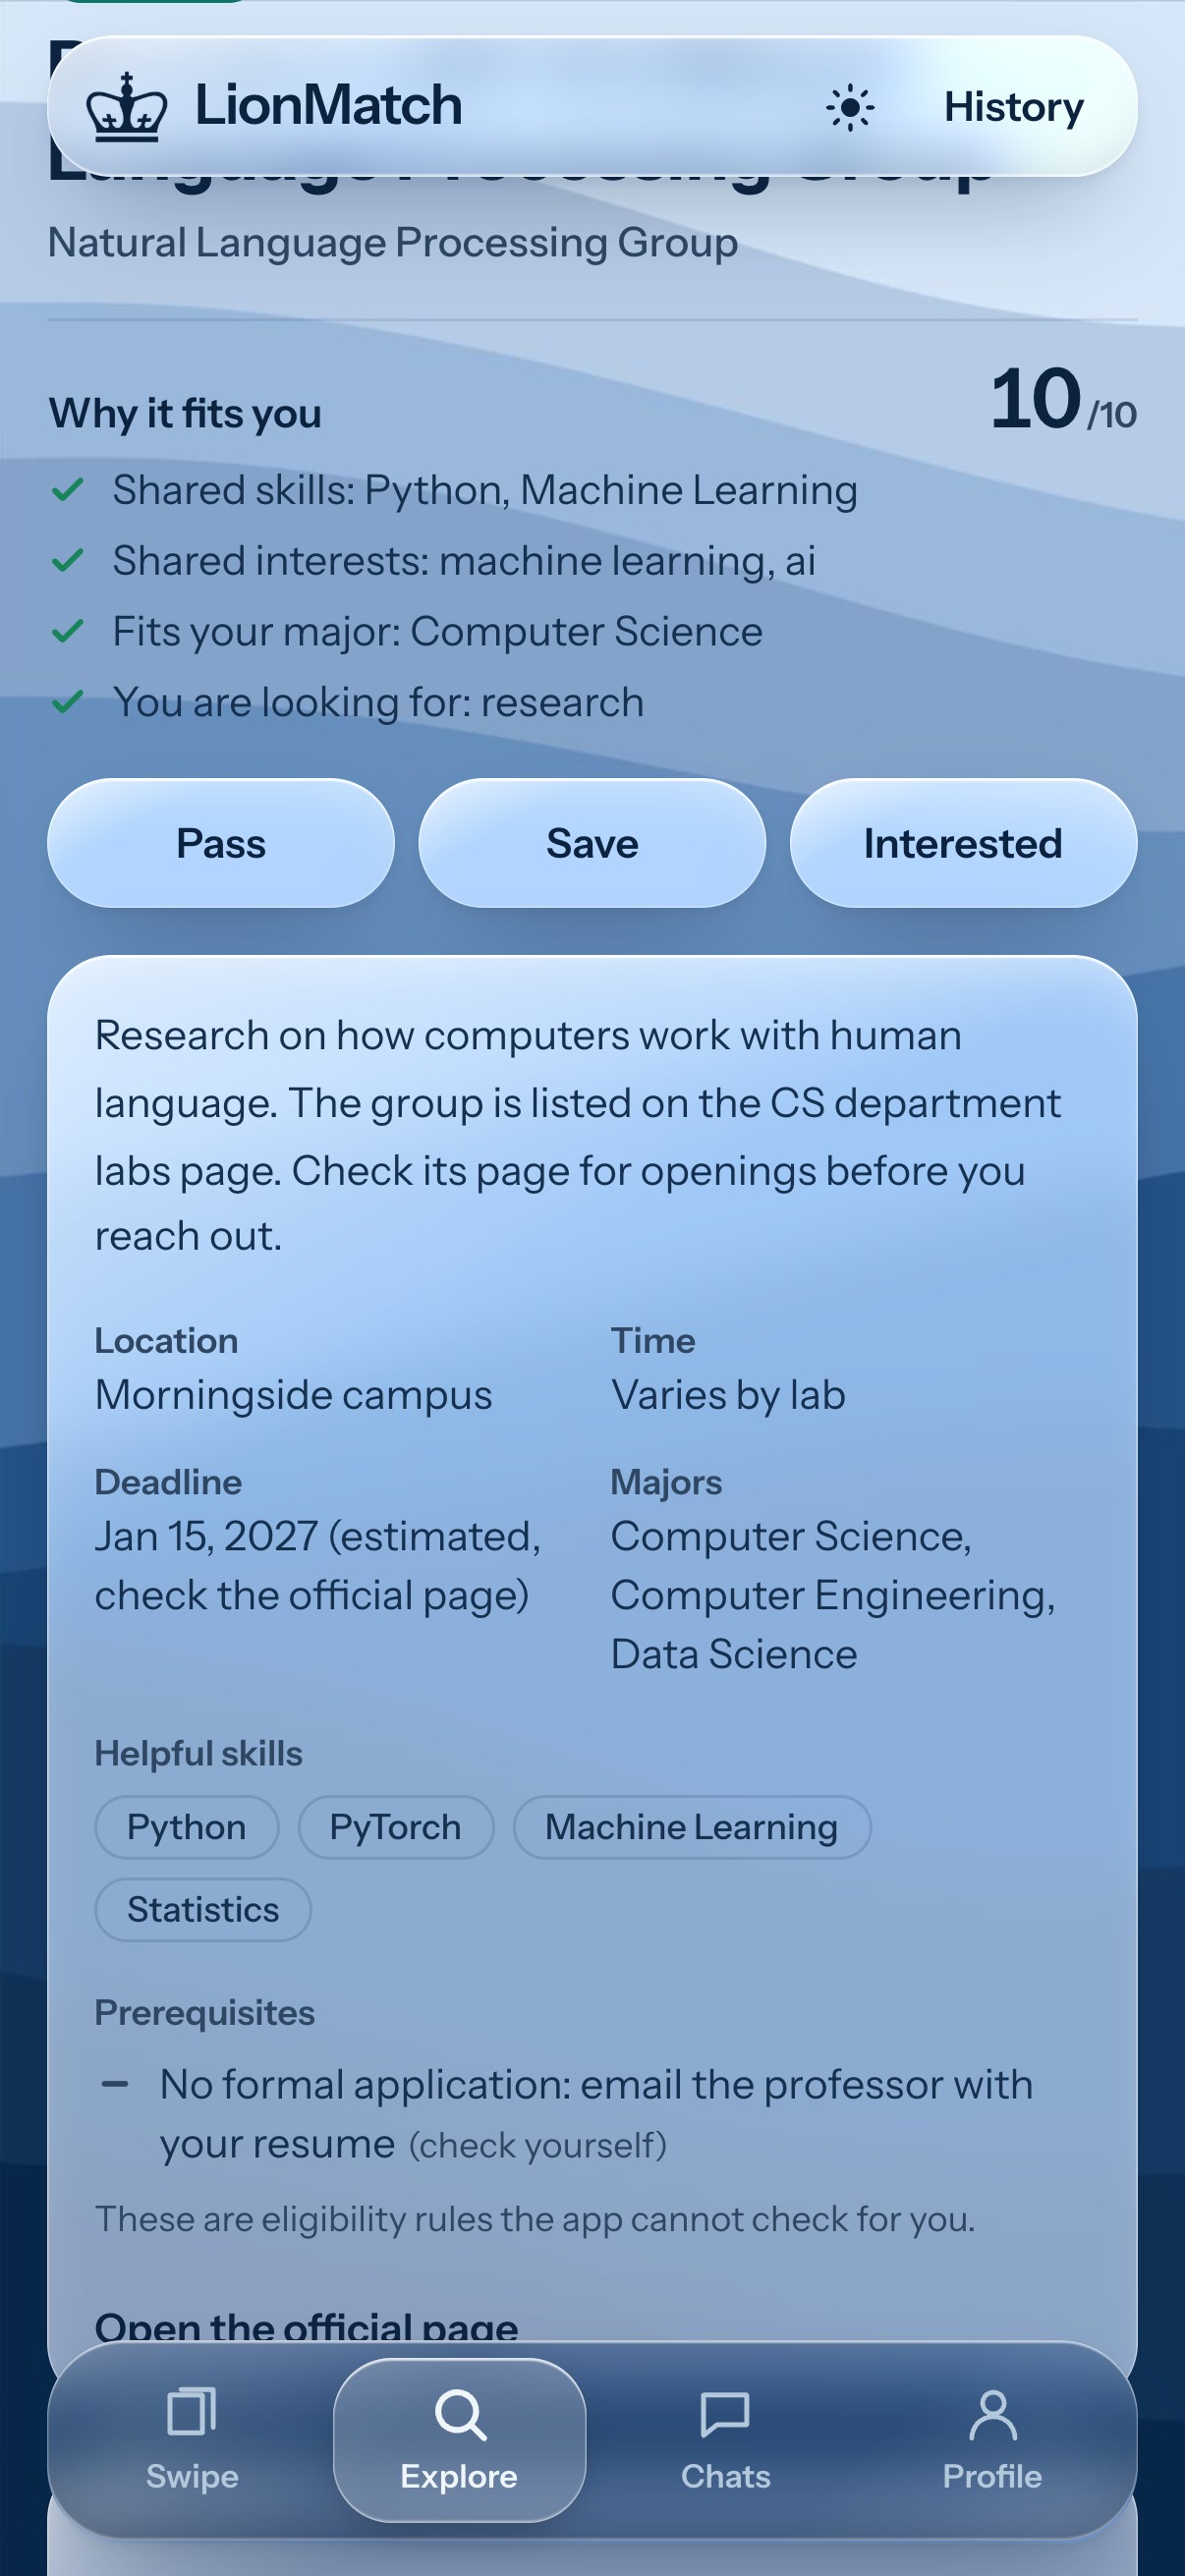 LionMatch
History
Language Processing Group
Natural Language Processing Group
Why it fits you
10/10
Shared skills: Python, Machine Learning
Shared interests: machine learning, ai
Fits your major: Computer Science
You are looking for: research
Pass
Save
Interested
Research on how computers work with human
language. The group is listed on the CS department
labs page. Check its page for openings before you
reach out.
Location
Morningside campus
Time
Varies by lab
Deadline
Jan 15, 2027 (estimated,
check the official page)
Majors
Computer Science,
Computer Engineering,
Data Science
Helpful skills
Python
PyTorch
Machine Learning
Statistics
Prerequisites
No formal application: email the professor with
your resume (check yourself)
These are eligibility rules the app cannot check for you.
Open the official page
Swipe
Explore
Chats
Profile